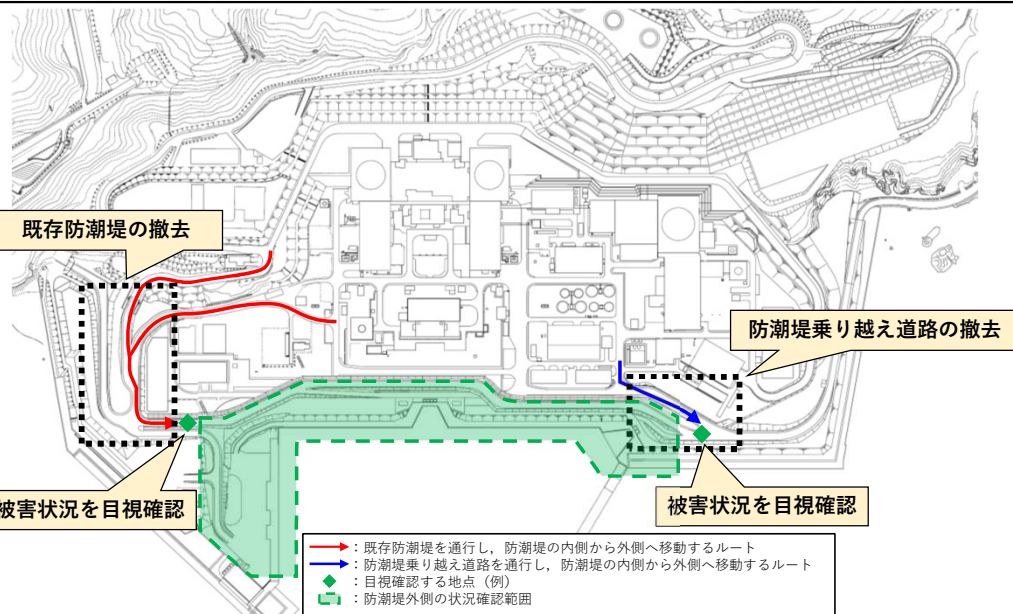 既存防潮堤の撤去
防潮堤乗り越え道路の撤去
被害状況を目視確認
被害状況を目視確認
：既存防潮堤を通行し，防潮堤の内側から外側へ移動するルート
：防潮堤乗り越え道路を通行し，防潮堤の内側から外側へ移動するルート
：目視確認する地点（例）
：防潮堤外側の状況確認範囲